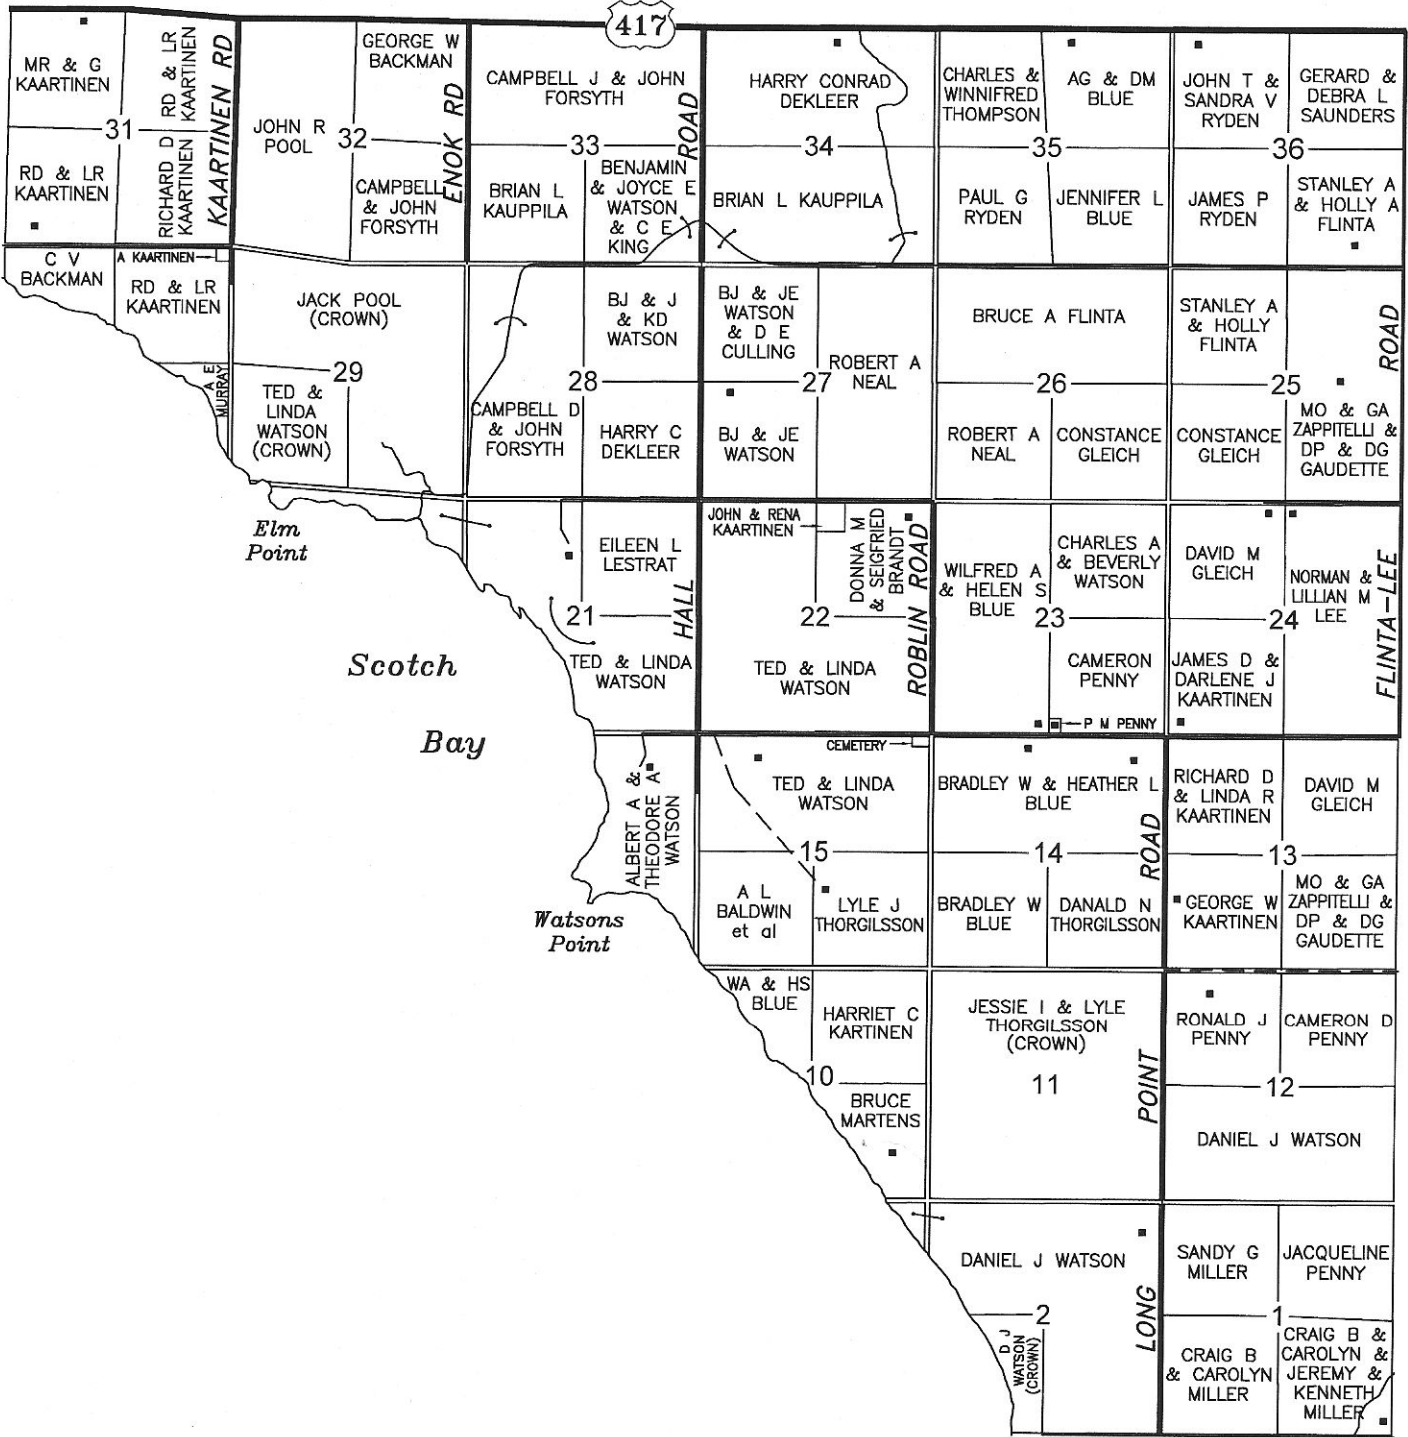 417
MR & G
KAARTINEN
RD & LR
KAARTINEN
RICHARD D
KAARTINEN
RD & LR
KAARTINEN
31
KAARTINEN RD
JOHN R
POOL
GEORGE W
BACKMAN
32
CAMPBELL
& JOHN
FORSYTH
ENOK RD
CAMPBELL J & JOHN
FORSYTH
33
BRIAN L
KAUPPILA
BENJAMIN
& JOYCE E
WATSON
& C E
KING
ROAD
HARRY CONRAD
DEKLEER
34
BRIAN L KAUPPILA
CHARLES &
WINNIFRED
THOMPSON
AG & DM
BLUE
35
PAUL G
RYDEN
JENNIFER L
BLUE
JOHN T &
SANDRA V
RYDEN
GERARD &
DEBRA L
SAUNDERS
36
JAMES P
RYDEN
STANLEY A
& HOLLY A
FLINTA
C V
BACKMAN
A KAARTINEN
RD & LR
KAARTINEN
A E
MURRAY
JACK POOL
(CROWN)
29
TED &
LINDA
WATSON
(CROWN)
BJ & J
& KD
WATSON
28
CAMPBELL D
& JOHN
FORSYTH
HARRY C
DEKLEER
BJ & JE
WATSON
& D E
CULLING
ROBERT A
NEAL
27
BJ & JE
WATSON
BRUCE A FLINTA
26
ROBERT A
NEAL
CONSTANCE
GLEICH
STANLEY A
& HOLLY
FLINTA
25
CONSTANCE
GLEICH
MO & GA
ZAPPITELLI &
DP & DG
GAUDETTE
ROAD
Elm
Point
EILEEN L
LESTRAT
21
TED & LINDA
WATSON
HALL
JOHN & RENA
KAARTINEN
DONNA M
& SEIGFRIED
BRANDT
22
TED & LINDA
WATSON
ROBLIN ROAD
WILFRED A
& HELEN S
BLUE
CHARLES A
& BEVERLY
WATSON
23
CAMERON
PENNY
P M PENNY
DAVID M
GLEICH
NORMAN &
LILLIAN M
LEE
24
JAMES D &
DARLENE J
KAARTINEN
FLINTA-LEE
Scotch
Bay
ALBERT A &
THEODORE A
WATSON
CEMETERY
TED & LINDA
WATSON
15
A L
BALDWIN
et al
LYLE J
THORGILSSON
BRADLEY W & HEATHER L
BLUE
14
BRADLEY W
BLUE
DANALD N
THORGILSSON
ROAD
RICHARD D
& LINDA R
KAARTINEN
DAVID M
GLEICH
13
GEORGE W
KAARTINEN
MO & GA
ZAPPITELLI &
DP & DG
GAUDETTE
Watsons
Point
WA & HS
BLUE
HARRIET C
KARTINEN
10
BRUCE
MARTENS
JESSIE I & LYLE
THORGILSSON
(CROWN)
11
POINT
RONALD J
PENNY
CAMERON D
PENNY
12
DANIEL J WATSON
DANIEL J WATSON
2
D J
WATSON
(CROWN)
LONG
SANDY G
MILLER
JACQUELINE
PENNY
1
CRAIG B
& CAROLYN
MILLER
CRAIG B &
CAROLYN &
JEREMY &
KENNETH
MILLER